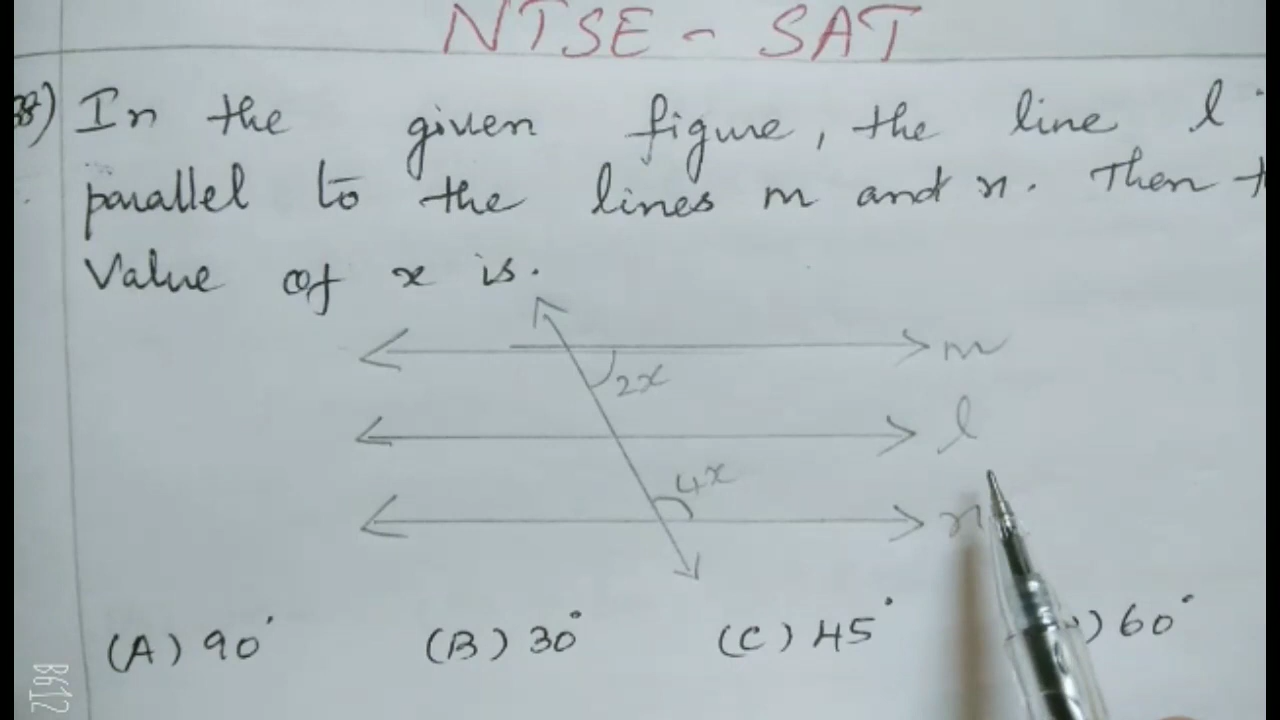 NTSE - SAT
38) In the given figure, the line l
parallel to the lines m and n. Then
Value of x is.
m
2x
l
4x
n
(A) 90° (B) 30° (C) 45° ) 60°
B612